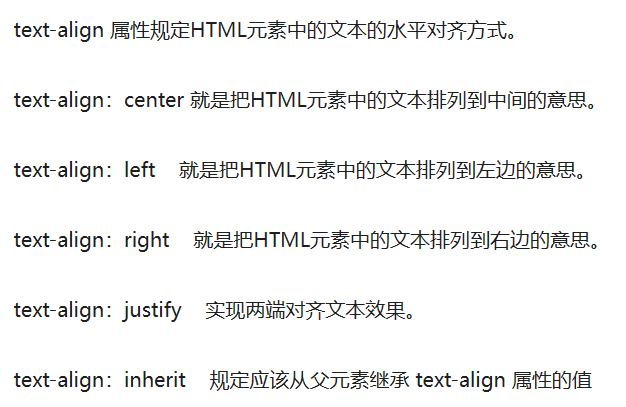 text-align 属性规定HTML元素中的文本的水平对齐方式。
text-align：center 就是把HTML元素中的文本排列到中间的意思。
text-align：left 就是把HTML元素中的文本排列到左边的意思。
text-align：right 就是把HTML元素中的文本排列到右边的意思。
text-align：justify 实现两端对齐文本效果。
text-align：inherit 规定应该从父元素继承 text-align 属性的值